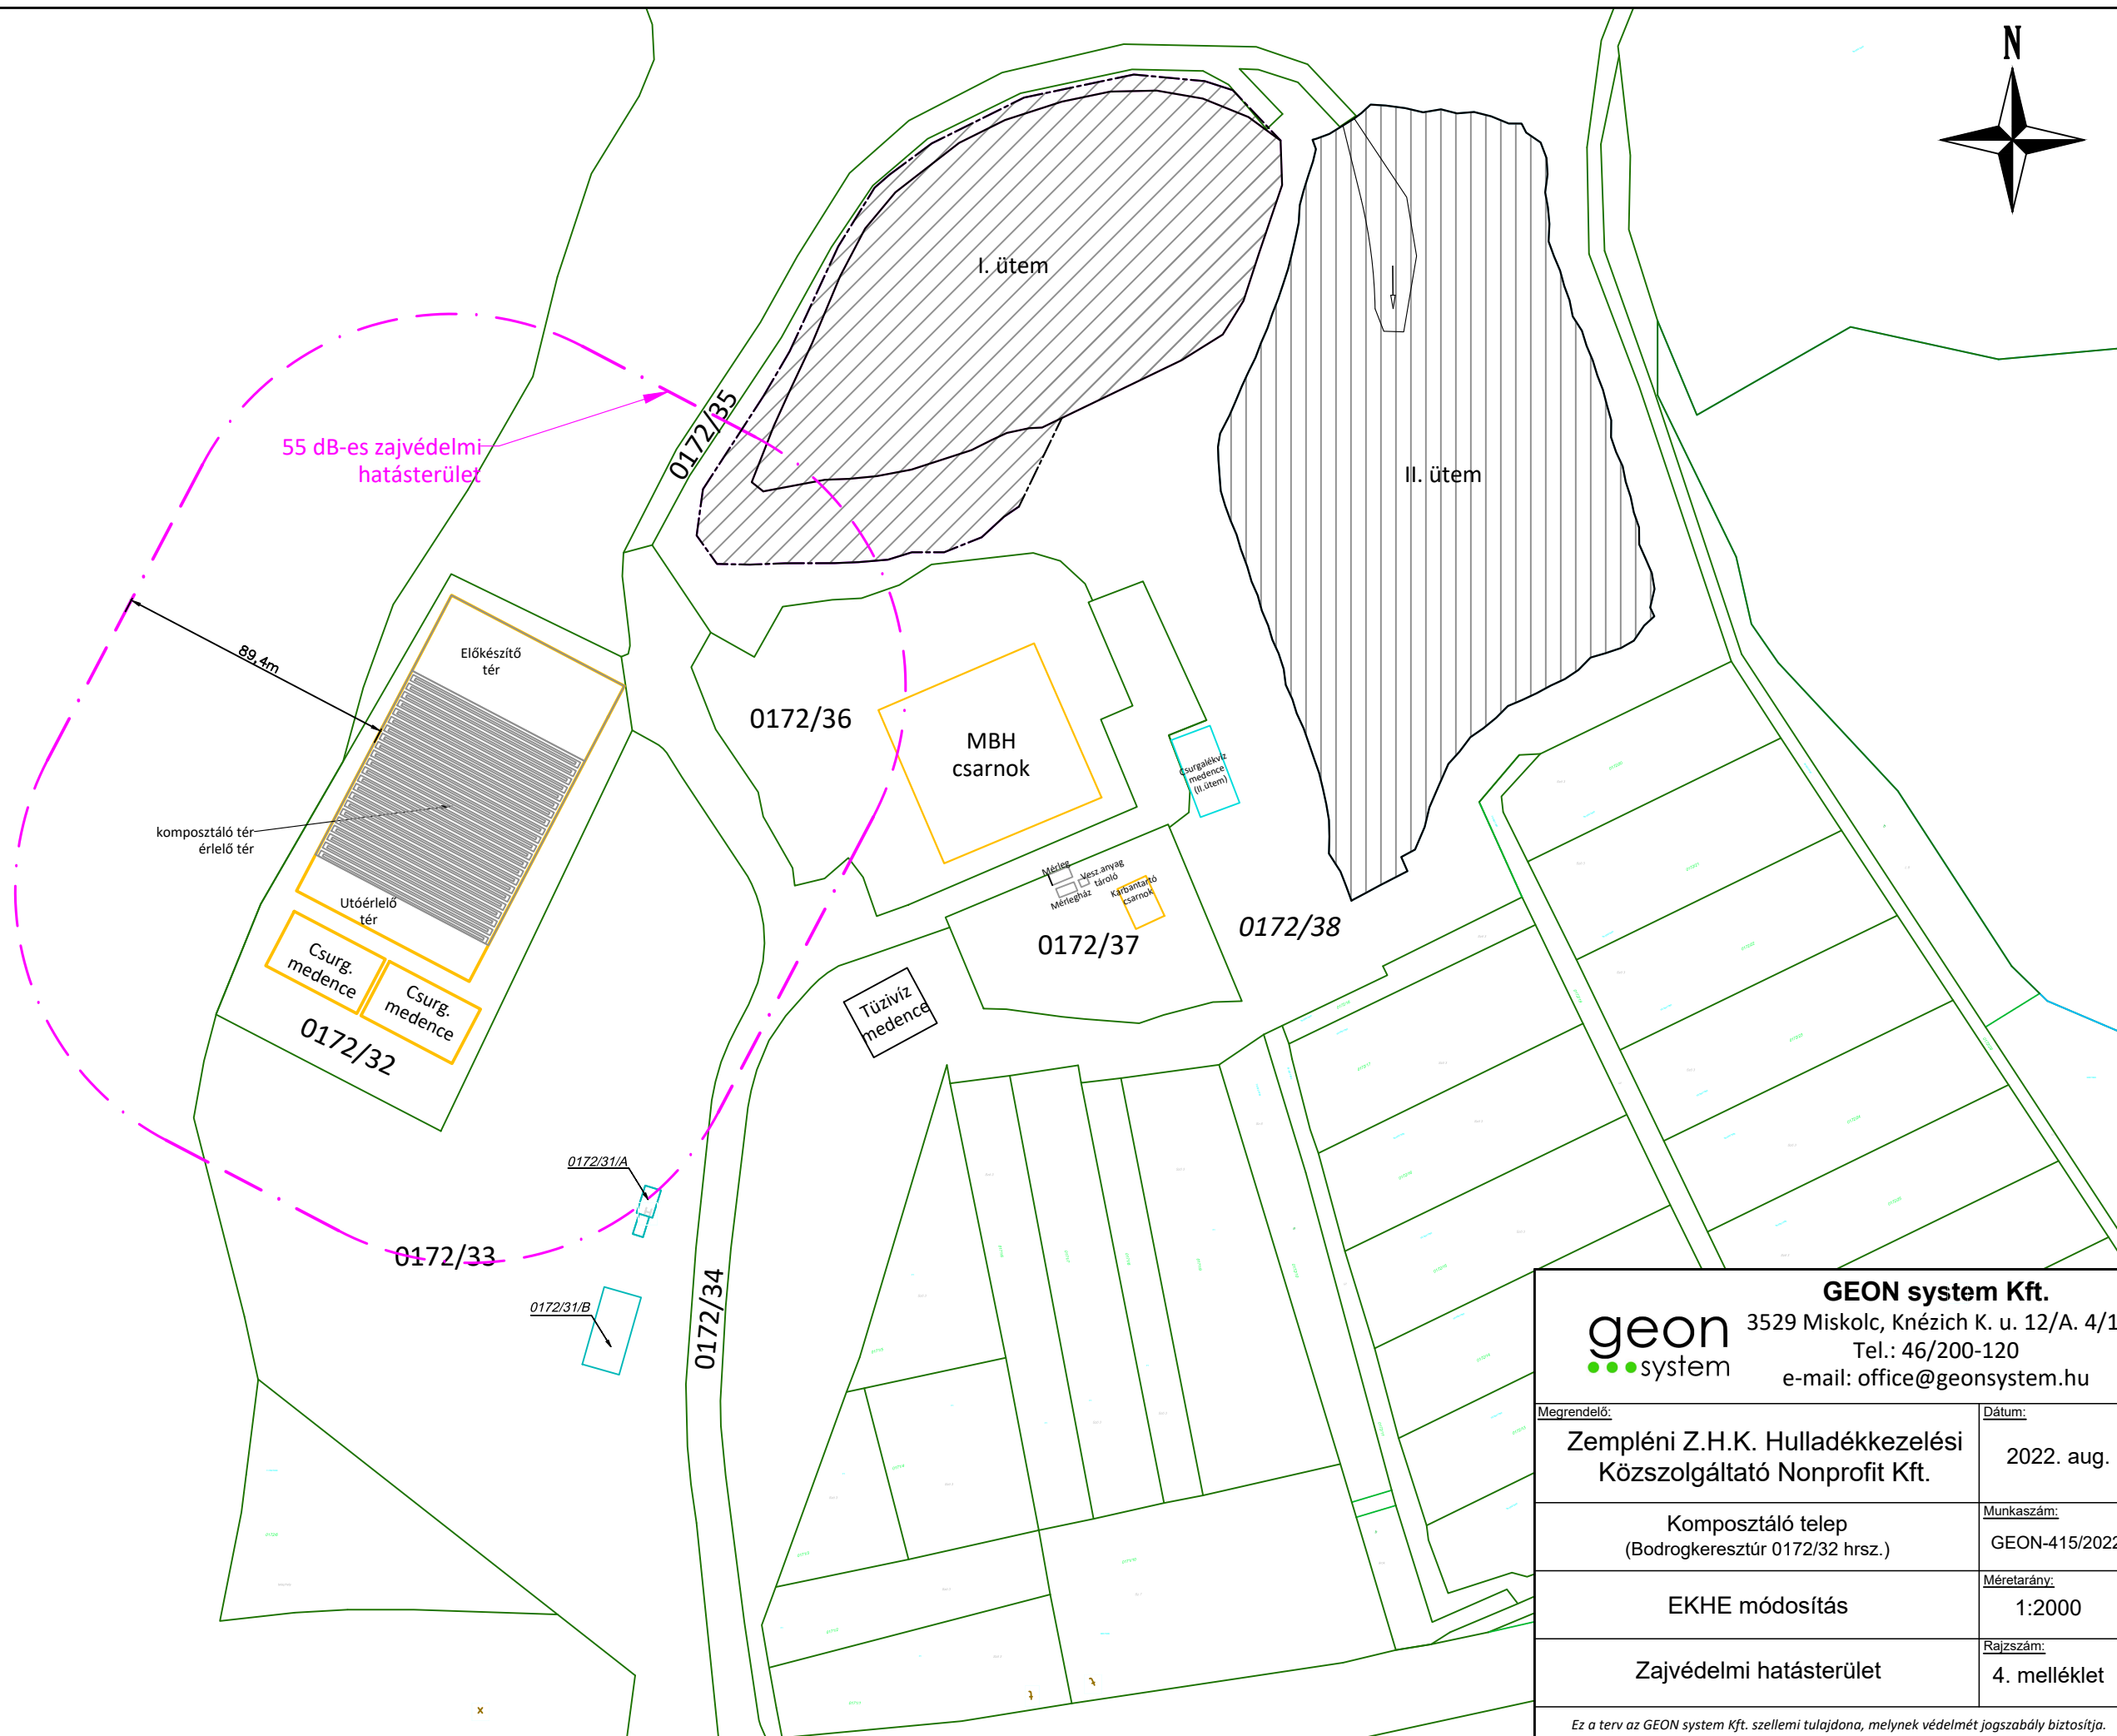 N
I. ütem
II. ütem
0172/35
55 dB-es zajvédelmi
hatásterület
89,4m
Előkészítő
tér
komposztáló tér
érlelő tér
Utóérlelő
tér
Csurg.
medence
Csurg.
medence
0172/32
0172/36
MBH
csarnok
Csurgalékvíz
medence
(II.ütem)
Mérleg
Vesz.anyag
tároló
Mérlegház
Karbantartó
csarnok
0172/37
0172/38
Tüzivíz
medence
0172/31/A
0172/33
0172/31/B
0172/34
GEON system Kft.
geon
system
3529 Miskolc, Knézich K. u. 12/A. 4/1
Tel.: 46/200-120
e-mail: office@geonsystem.hu
Megrendelő:
Zempléni Z.H.K. Hulladékkezelési
Közszolgáltató Nonprofit Kft.
Dátum:
2022. aug.
Komposztáló telep
(Bodrogkeresztúr 0172/32 hrsz.)
Munkaszám:
GEON-415/2022
EKHE módosítás
Méretarány:
1:2000
Zajvédelmi hatásterület
Rajzszám:
4. melléklet
Ez a terv az GEON system Kft. szellemi tulajdona, melynek védelmét jogszabály biztosítja.